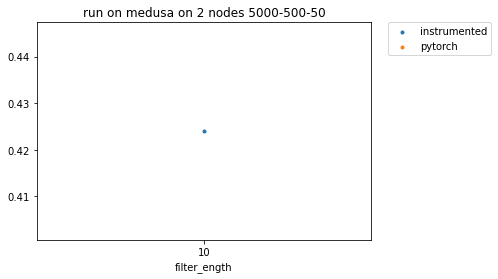 run on medusa on 2 nodes 5000-500-50
instrumented
pytorch
0.44
0.43
0.42
0.41
10
filter_ength